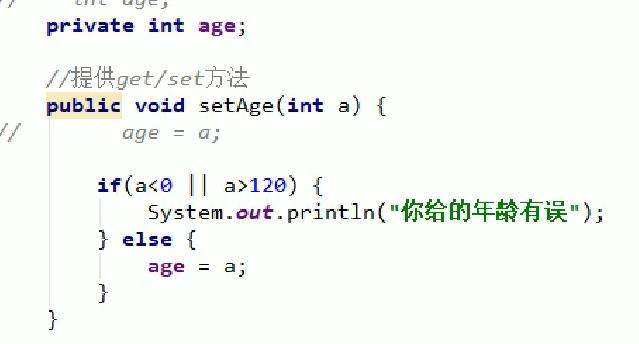 // int age;
private int age;
//提供get/set方法
public void setAge(int a) {
// age = a;
if(a<0 || a>120) {
System.out.println("你给的年龄有误");
} else {
age = a;
}
}